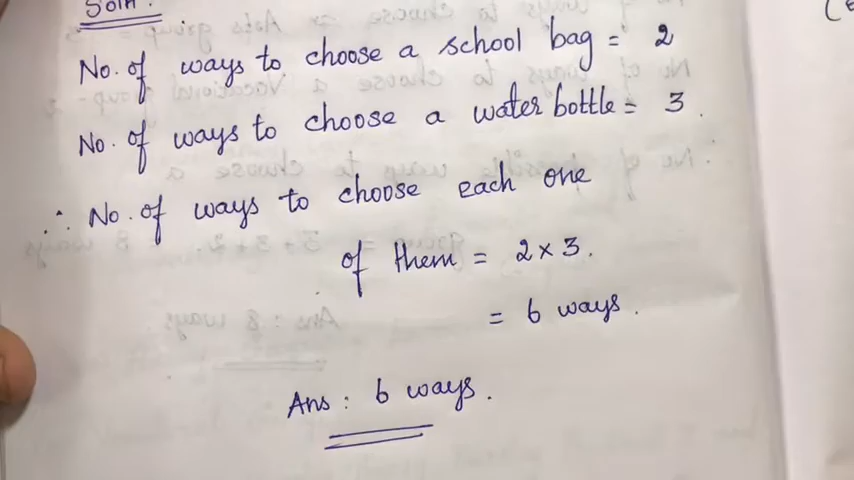 Soln:
No. of ways to choose a school bag = 2
No. of ways to choose a water bottle = 3.
∴ No. of ways to choose each one
of them = 2 x 3.
= 6 ways.
Ans: 6 ways.